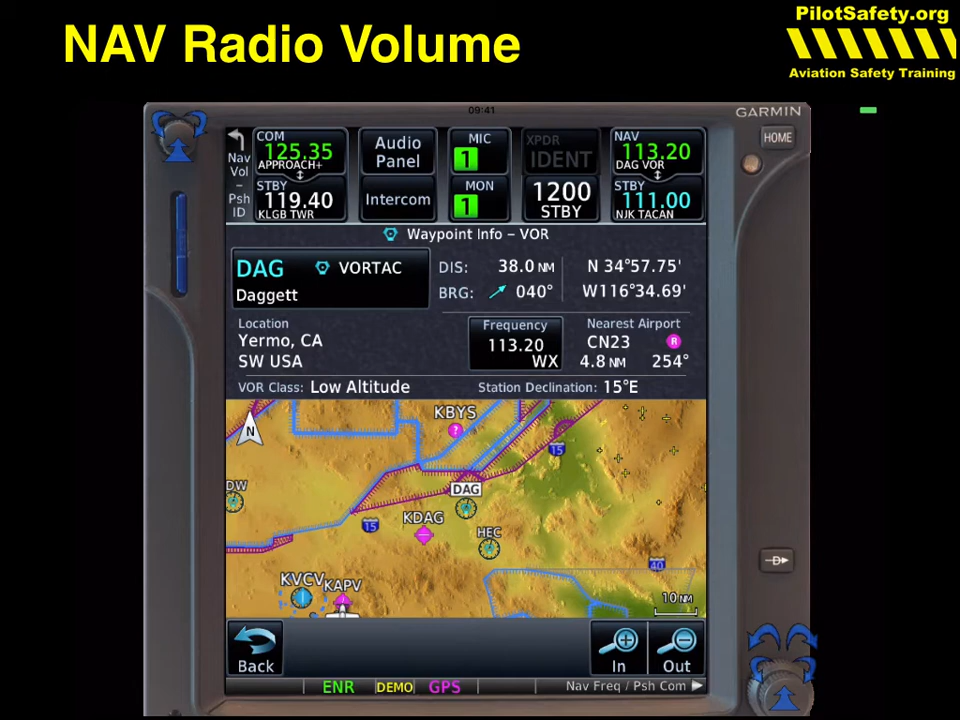 NAV Radio Volume
PilotSafety.org
Aviation Safety Training
09:41
GARMIN
HOME
Nav
Vol
-
Psh
ID
COM
125.35
APPROACH+
STBY
119.40
KLGB TWR
Audio
Panel
Intercom
MIC
1
MON
1
XPDR
IDENT
1200
STBY
NAV
113.20
DAG VOR
STBY
111.00
NJK TACAN
Waypoint Info – VOR
DAG VORTAC
Daggett
DIS: 38.0 NM
BRG: 040°
N 34°57.75'
W116°34.69'
Location
Yermo, CA
SW USA
Frequency
113.20
WX
Nearest Airport
CN23 R
4.8 NM 254°
VOR Class: Low Altitude
Station Declination: 15°E
N
KBYS
?
15
DAG
DW
KDAG
15
HEC
40
KVCV
KAPV
10 NM
D
Back
In
Out
ENR DEMO GPS
Nav Freq / Psh Com